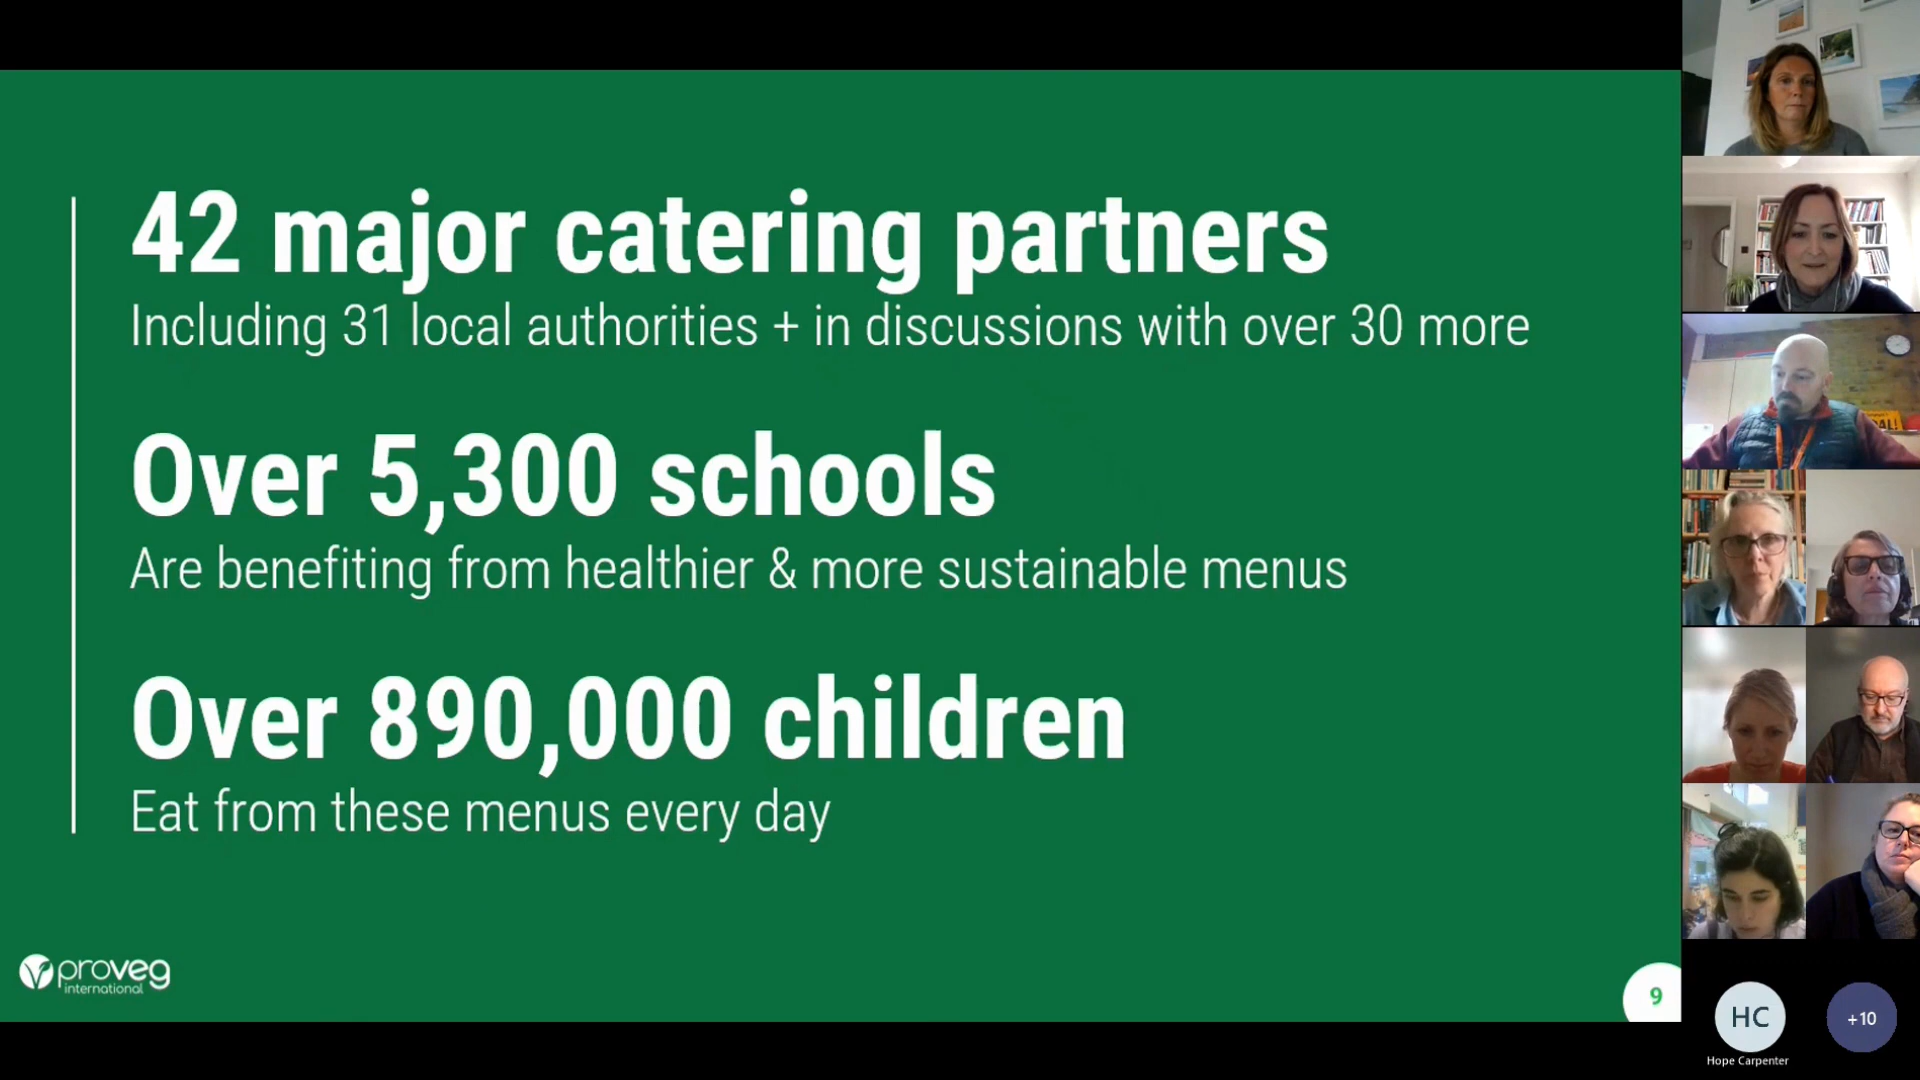 42 major catering partners
Including 31 local authorities + in discussions with over 30 more
Over 5,300 schools
Are benefiting from healthier & more sustainable menus
Over 890,000 children
Eat from these menus every day
proveg
international
9
AL!
HC
+10
Hope Carpenter